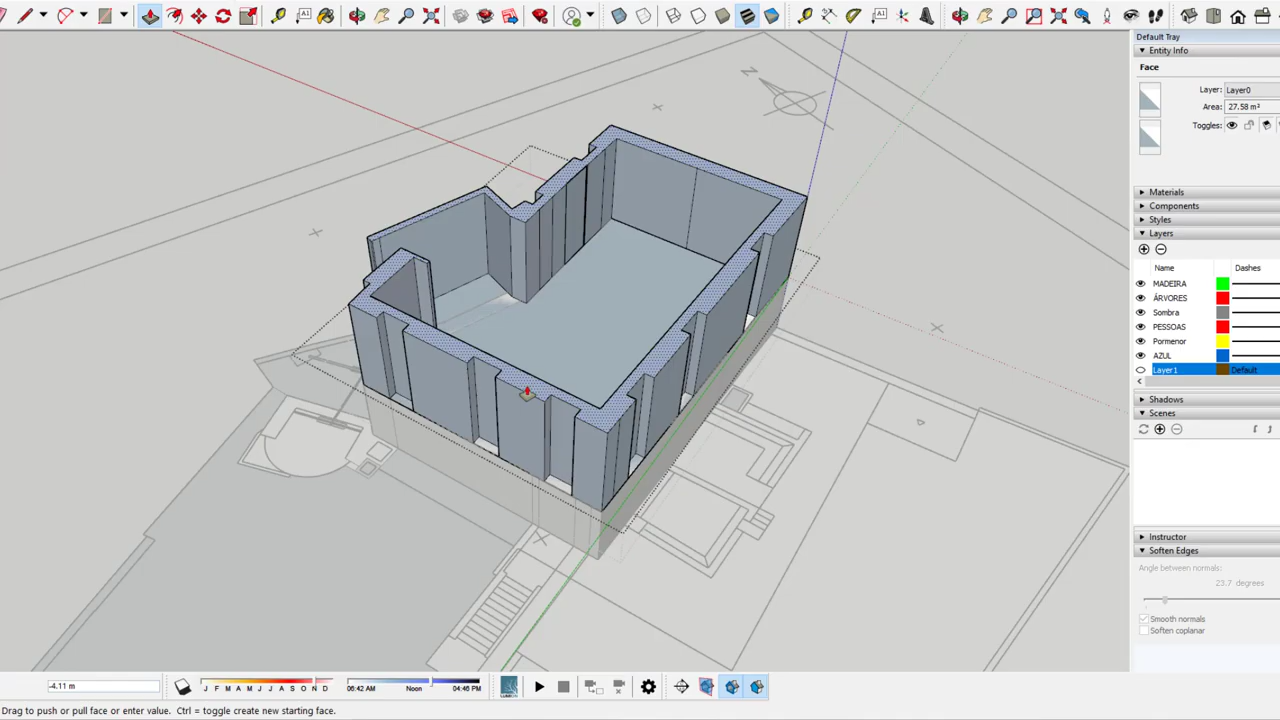 Default Tray
Entity Info
Face
Layer: Layer0
Area: 27.58 m²
Toggles:
Materials
Components
Styles
Layers
Name Dashes
MADEIRA
ÁRVORES
Sombra
PESSOAS
Pormenor
AZUL
Layer1 Default
Shadows
Scenes
Instructor
Soften Edges
Angle between normals:
23.7 degrees
Smooth normals
Soften coplanar
N
-4.11 m
J F M A M J J A S O N D
06:42 AM Noon 04:46 PM
LUMION
Drag to push or pull face or enter value. Ctrl = toggle create new starting face.